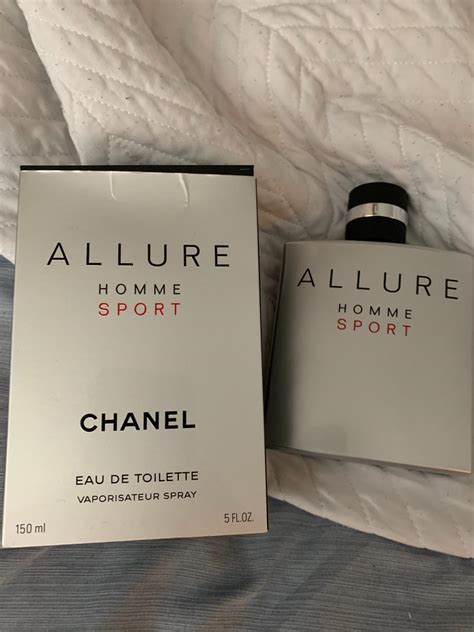 ALLURE
HOMME
SPORT
CHANEL
EAU DE TOILETTE
VAPORISATEUR SPRAY
150 ml 5 FL.OZ.
ALLURE
HOMME
SPORT